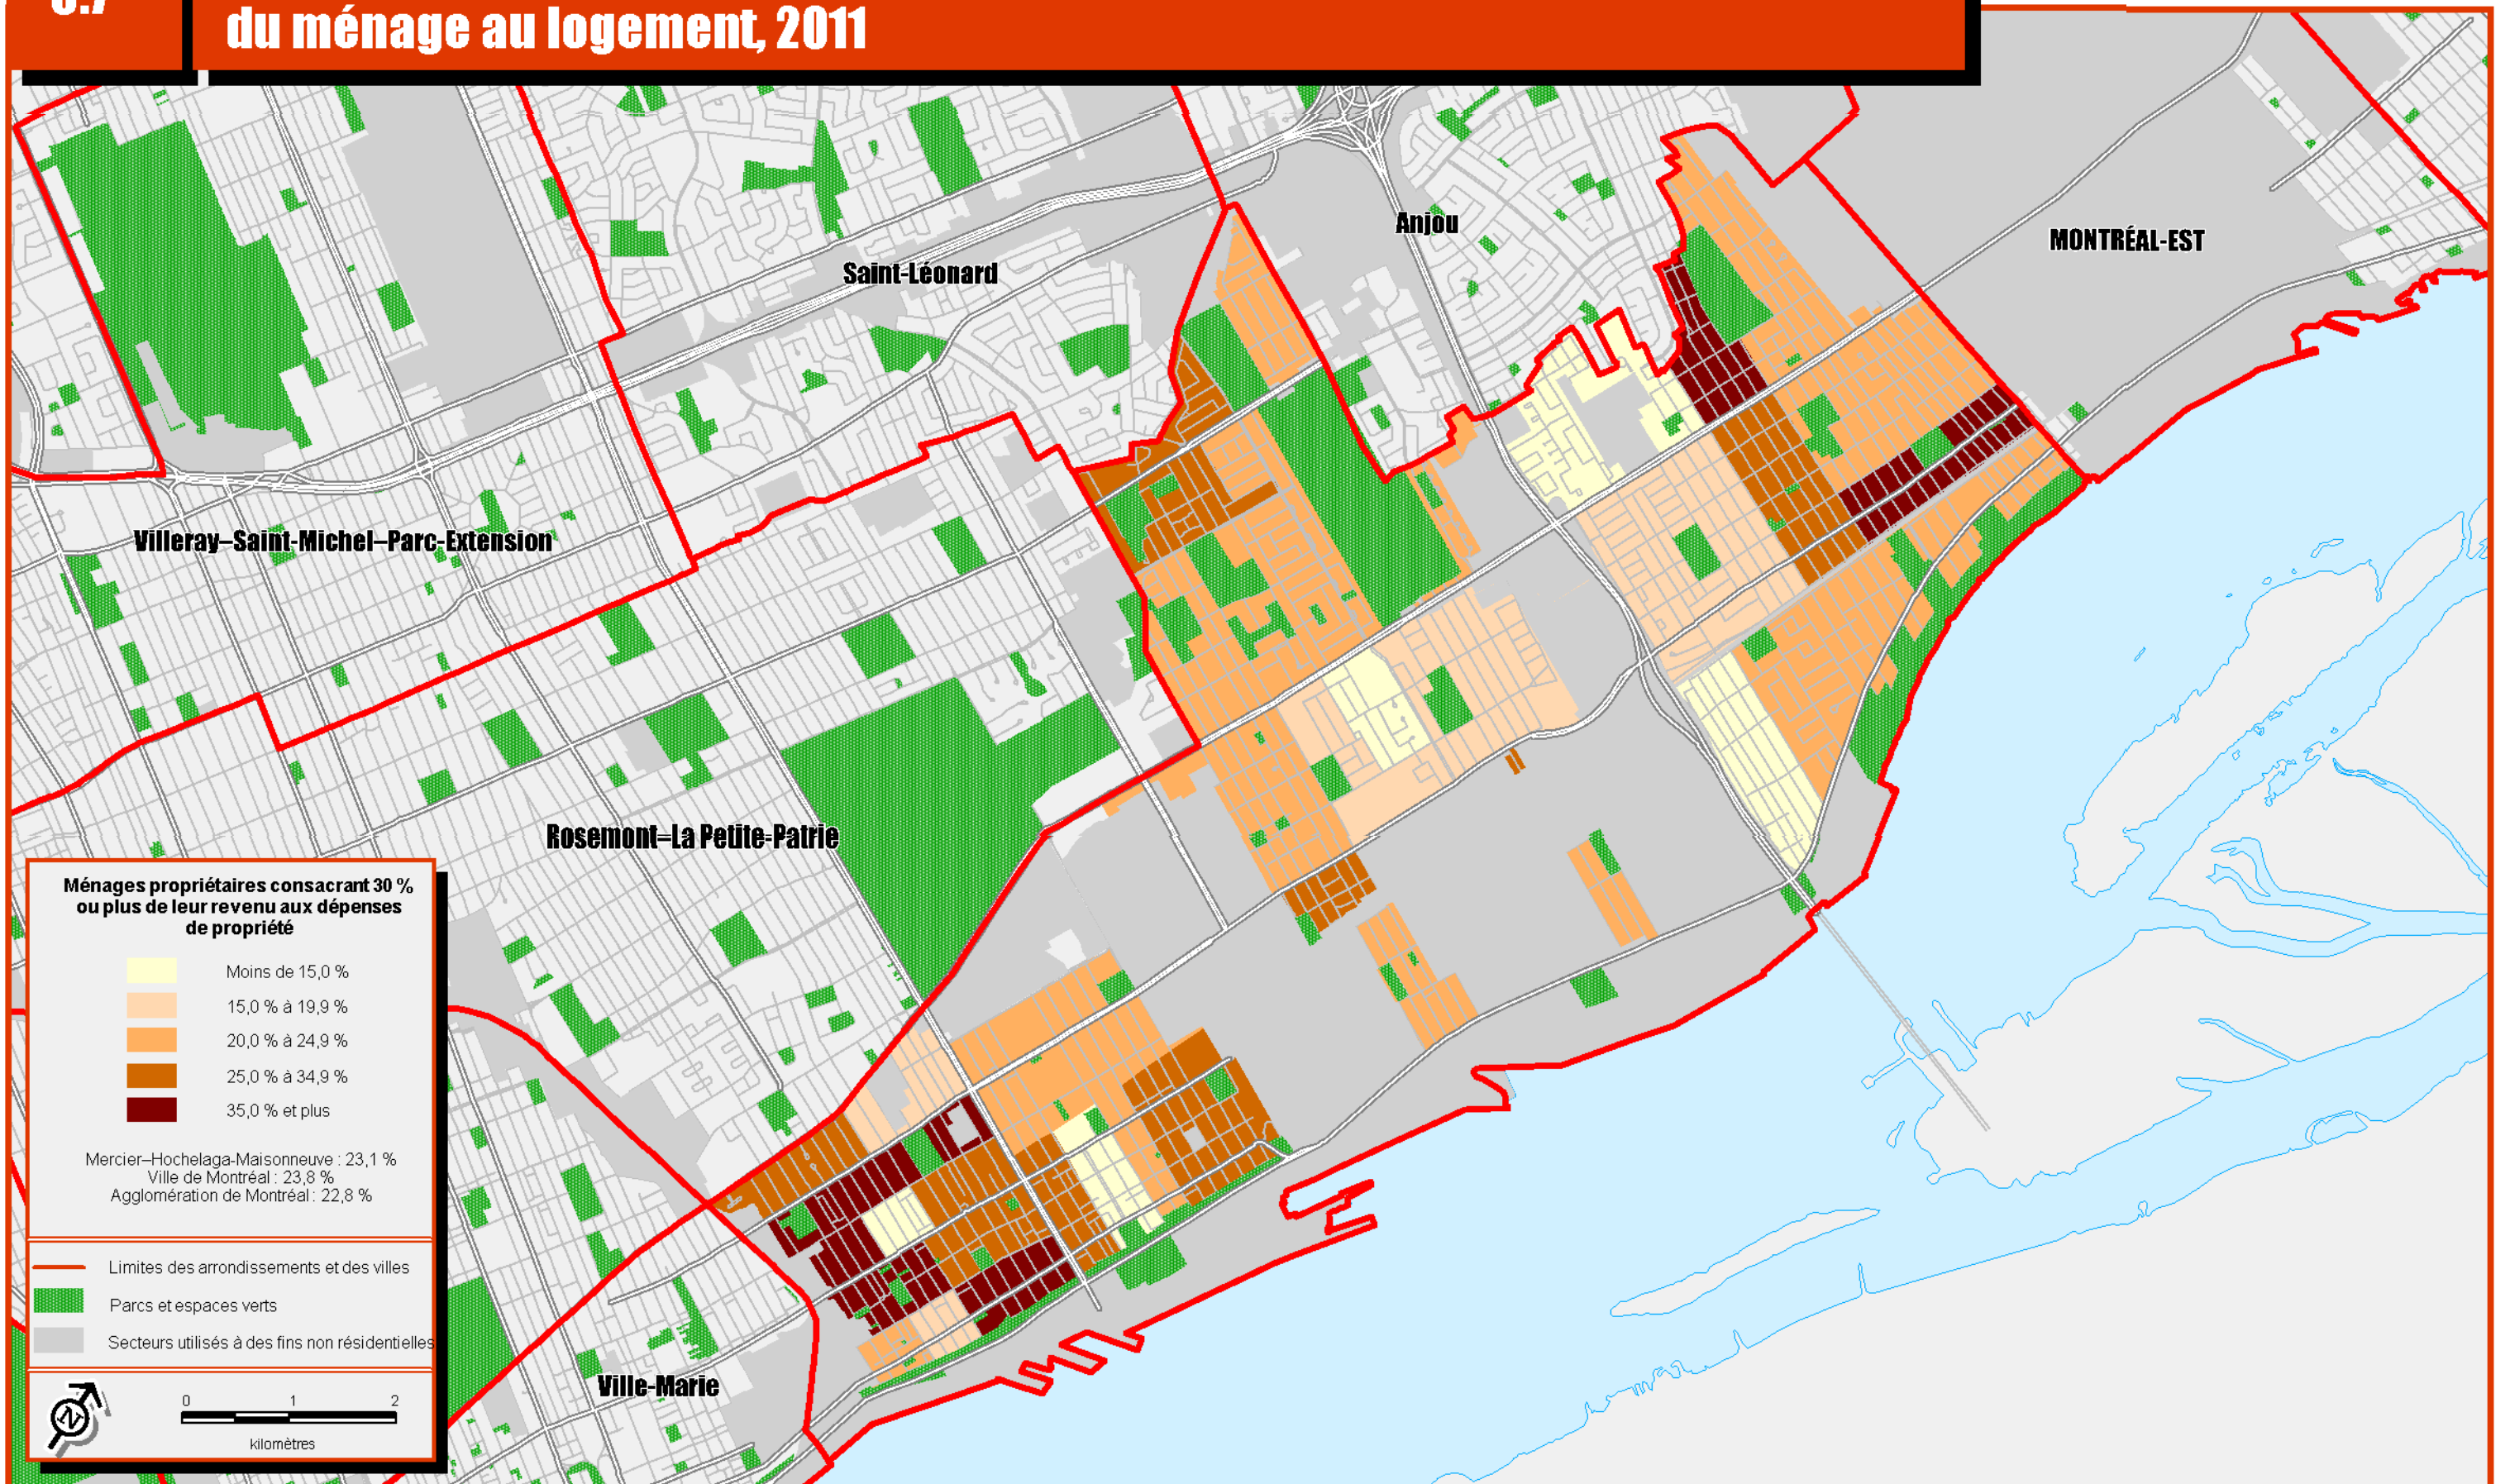 du ménage au logement, 2011
Anjou
MONTRÉAL-EST
Saint-Léonard
Villeray–Saint-Michel–Parc-Extension
Rosemont–La Petite-Patrie
Ville-Marie
Ménages propriétaires consacrant 30 %
ou plus de leur revenu aux dépenses
de propriété
Moins de 15,0 %
15,0 % à 19,9 %
20,0 % à 24,9 %
25,0 % à 34,9 %
35,0 % et plus
Mercier–Hochelaga-Maisonneuve : 23,1 %
Ville de Montréal : 23,8 %
Agglomération de Montréal : 22,8 %
Limites des arrondissements et des villes
Parcs et espaces verts
Secteurs utilisés à des fins non résidentielles
N
0 1 2
kilomètres